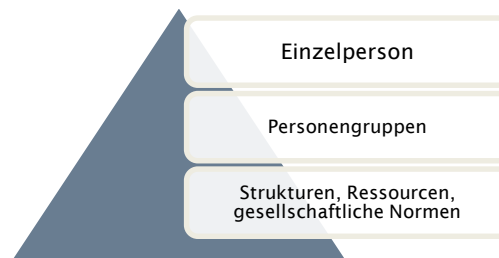 Einzelperson
Personengruppen
Strukturen, Ressourcen,
gesellschaftliche Normen